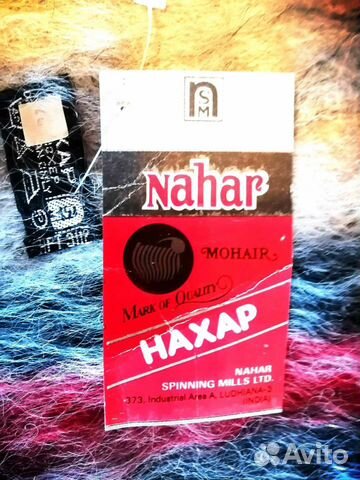 n
SM
Nahar
MOHAIR
MARK OF QUALITY
НАХАР
NAHAR
SPINNING MILLS LTD.
373, Industrial Area A, LUDHIANA-3
(INDIA)
Avito